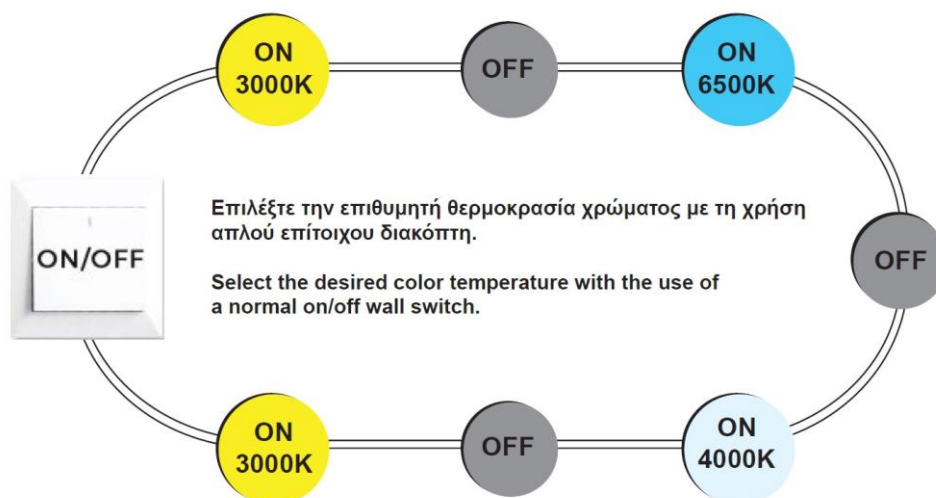 ON
3000K
OFF
ON
6500K
ON/OFF
Επιλέξτε την επιθυμητή θερμοκρασία χρώματος με τη χρήση
απλού επίτοιχου διακόπτη.
Select the desired color temperature with the use of
a normal on/off wall switch.
OFF
ON
3000K
OFF
ON
4000K